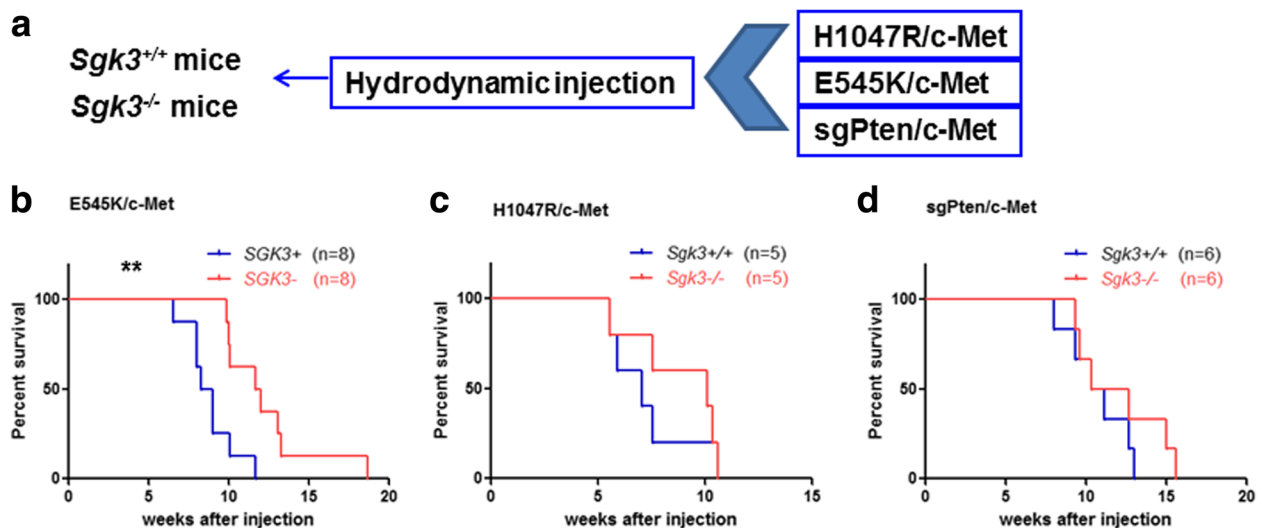 a
Sgk3+/+ mice
Sgk3-/- mice
Hydrodynamic injection
H1047R/c-Met
E545K/c-Met
sgPten/c-Met
b
E545K/c-Met
**
SGK3+ (n=8)
SGK3- (n=8)
Percent survival
100
50
0
0 5 10 15 20
weeks after injection
c
H1047R/c-Met
Sgk3+/+ (n=5)
Sgk3-/- (n=5)
Percent survival
100
50
0
0 5 10 15
weeks after injection
d
sgPten/c-Met
Sgk3+/+ (n=6)
Sgk3-/- (n=6)
Percent survival
100
50
0
0 5 10 15 20
weeks after injection